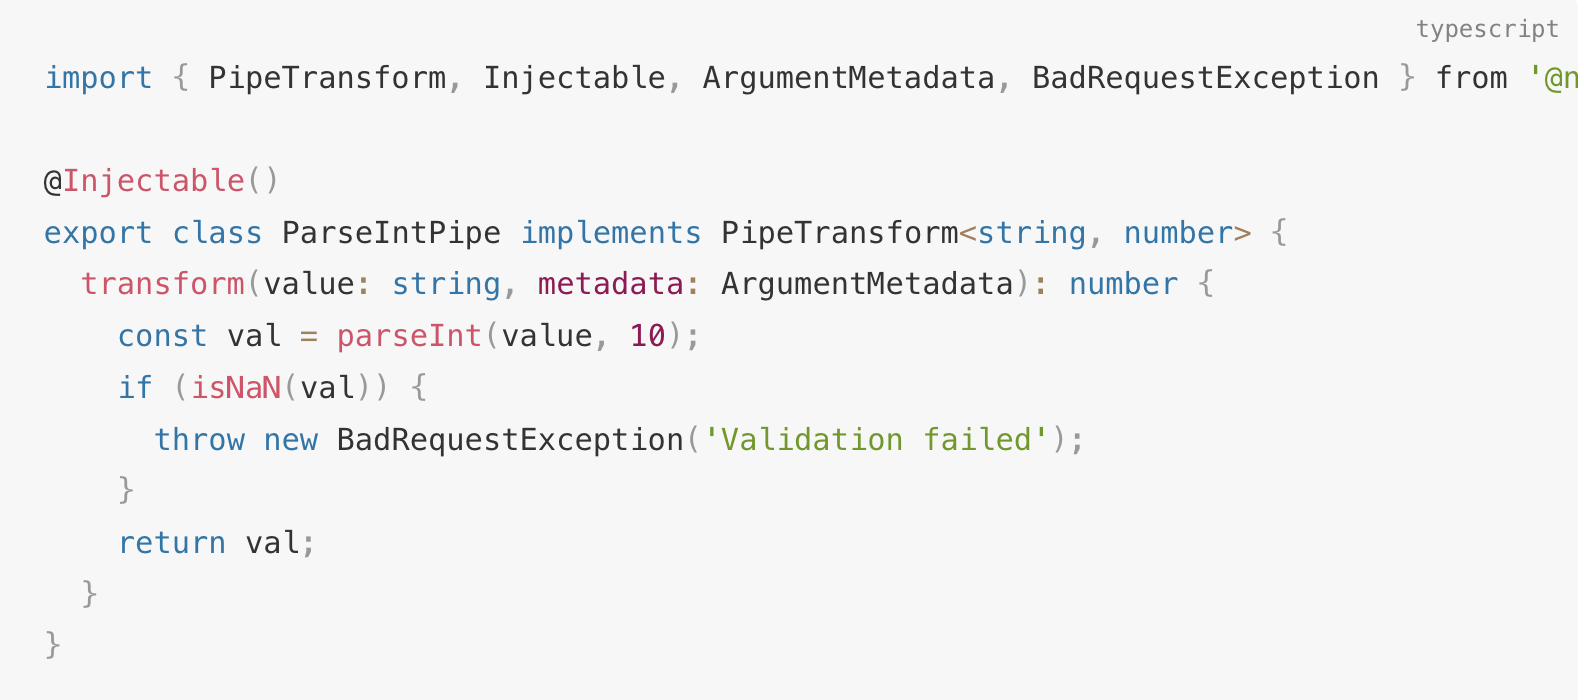 typescript
import { PipeTransform, Injectable, ArgumentMetadata, BadRequestException } from '@n

@Injectable()
export class ParseIntPipe implements PipeTransform<string, number> {
  transform(value: string, metadata: ArgumentMetadata): number {
    const val = parseInt(value, 10);
    if (isNaN(val)) {
      throw new BadRequestException('Validation failed');
    }
    return val;
  }
}